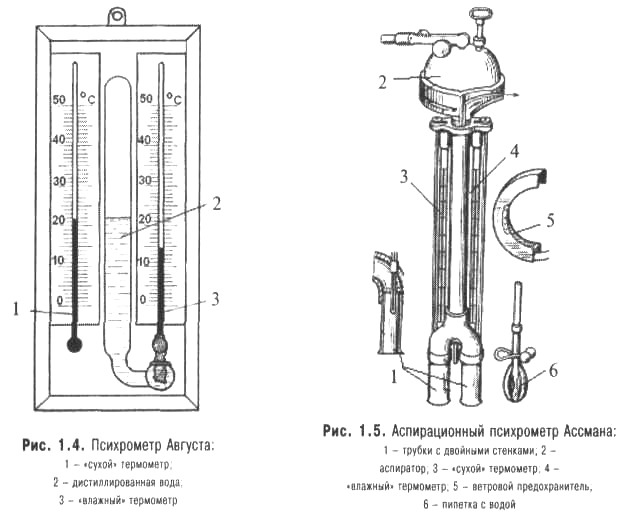 50 °C
40
30
20
10
0
50 °C
40
30
20
10
0
1
2
3
Рис. 1.4. Психрометр Августа:
1 – «сухой» термометр;
2 – дистиллированная вода;
3 – «влажный» термометр
2
3
4
5
1
6
Рис. 1.5. Аспирационный психрометр Ассмана:
1 – трубки с двойными стенками; 2 –
аспиратор; 3 – «сухой» термометр; 4 –
«влажный» термометр; 5 – ветровой предохранитель;
6 – пипетка с водой